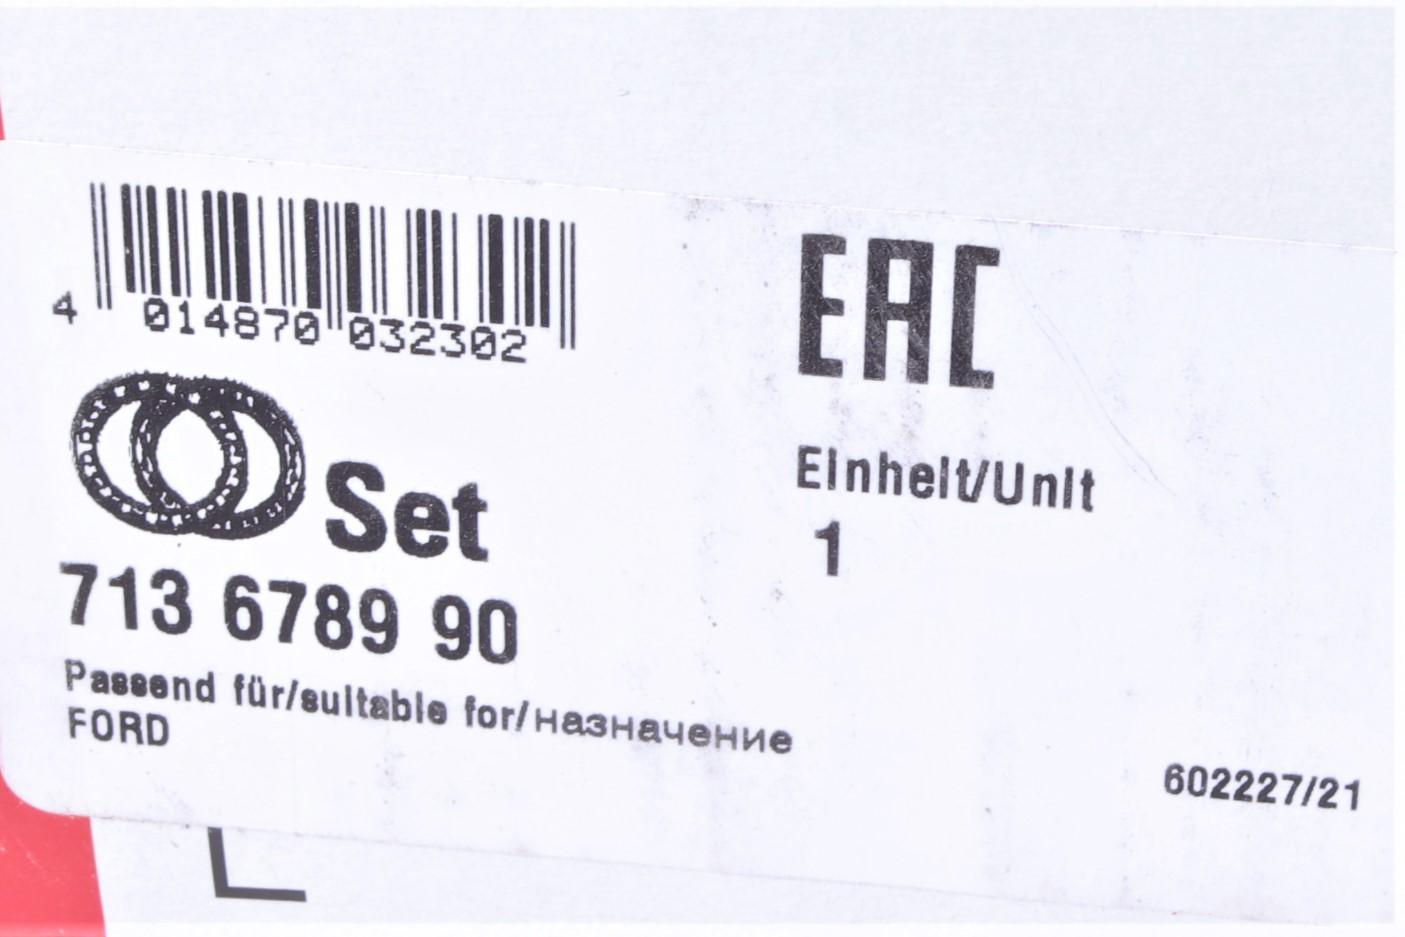 4 014870 032302
EAC
Set
Einheit/Unit
1
713 6789 90
Passend für/suitable for/назначение
FORD
602227/21